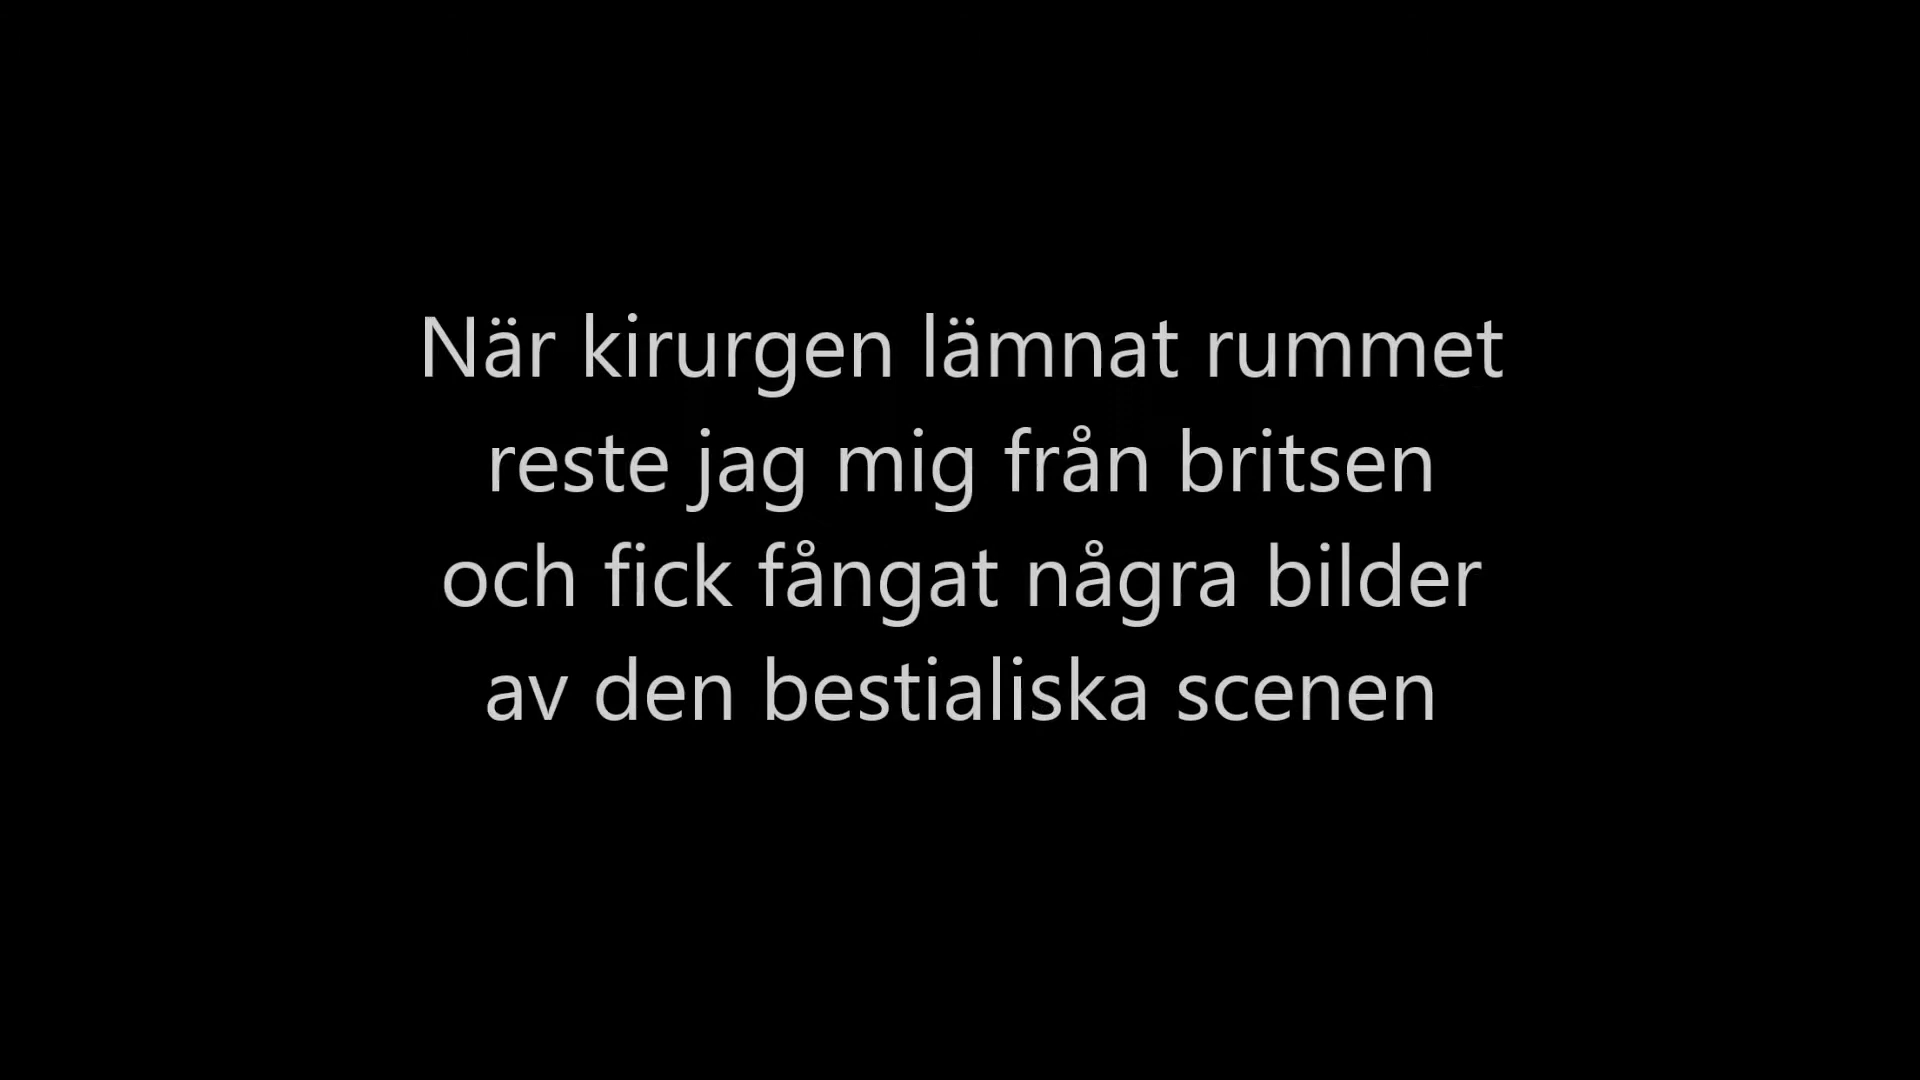 När kirurgen lämnat rummet
reste jag mig från britsen
och fick fångat några bilder
av den bestialiska scenen